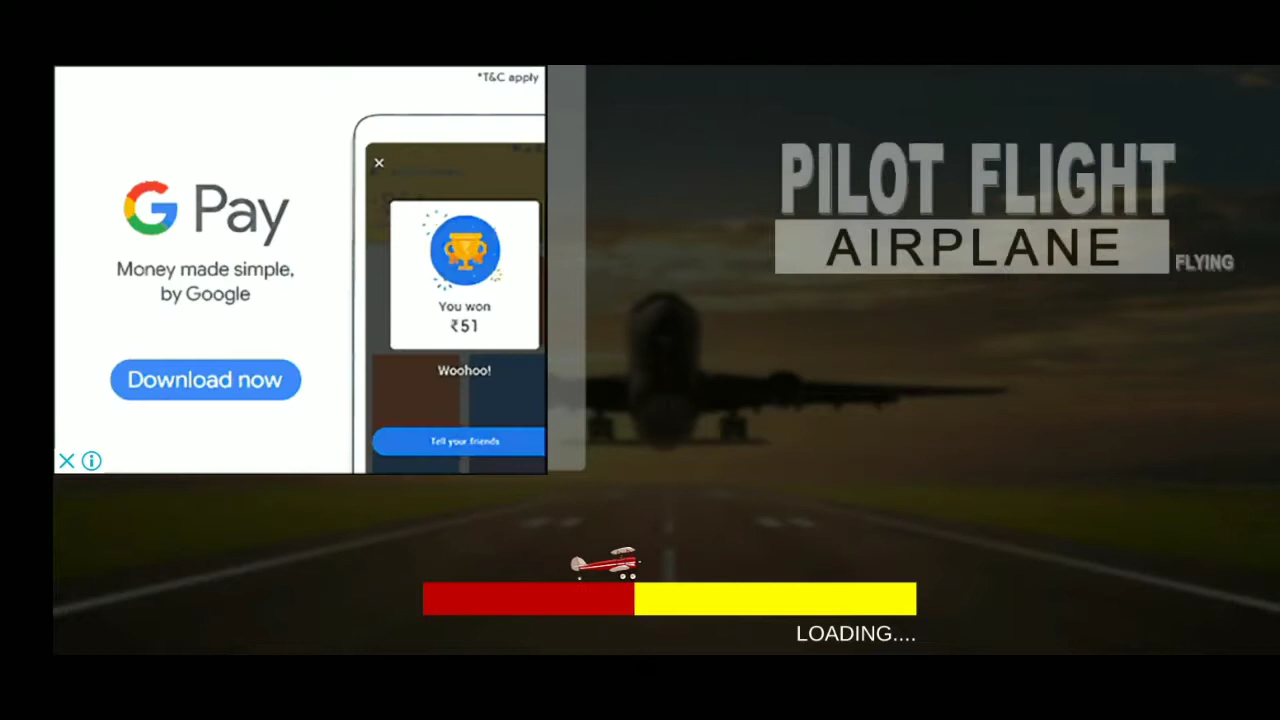 *T&C apply
G Pay
Money made simple,
by Google
Download now
You won
₹51
Woohoo!
Tell your friends
PILOT FLIGHT
AIRPLANE
FLYING
LOADING....